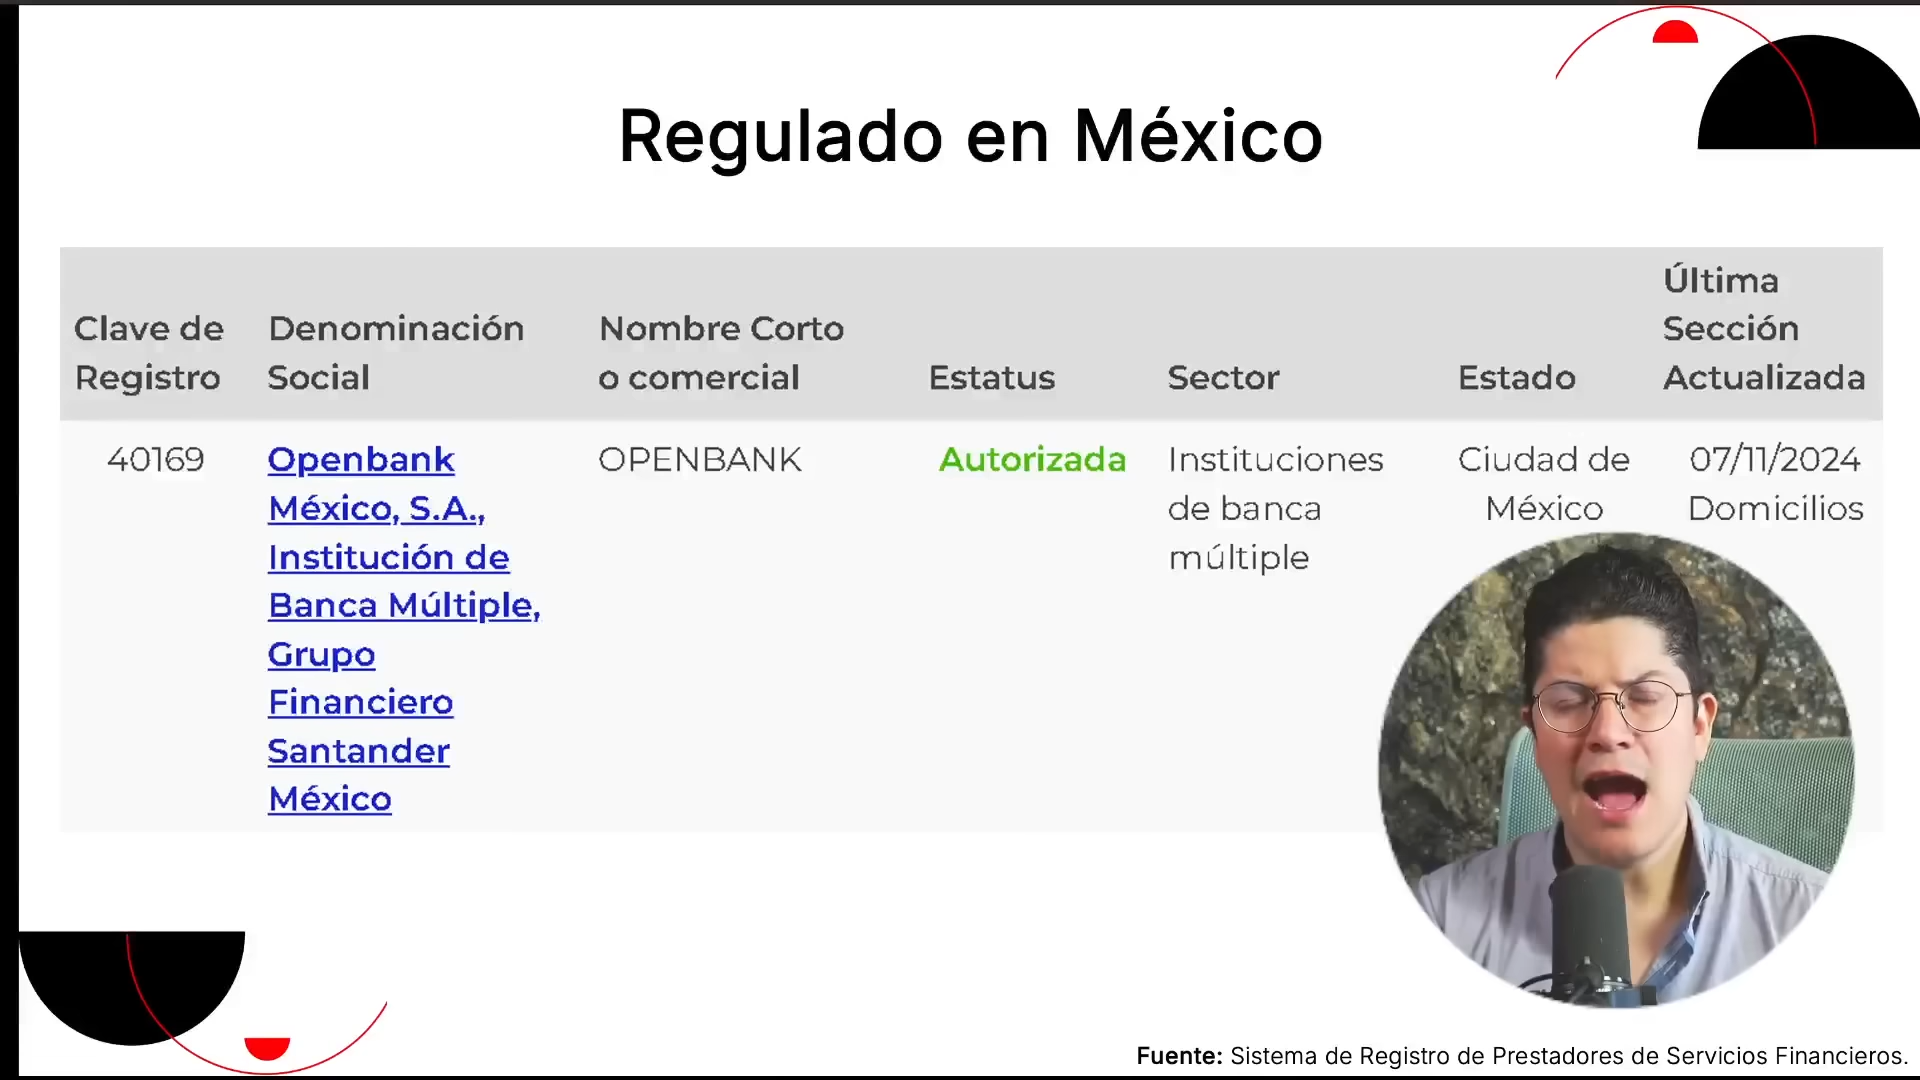 Regulado en México
Clave de
Registro
Denominación
Social
Nombre Corto
o comercial
Estatus
Sector
Estado
Última
Sección
Actualizada
40169
Openbank
México, S.A.,
Institución de
Banca Múltiple,
Grupo
Financiero
Santander
México
OPENBANK
Autorizada
Instituciones
de banca
múltiple
Ciudad de
México
07/11/2024
Domicilios
Fuente: Sistema de Registro de Prestadores de Servicios Financieros.